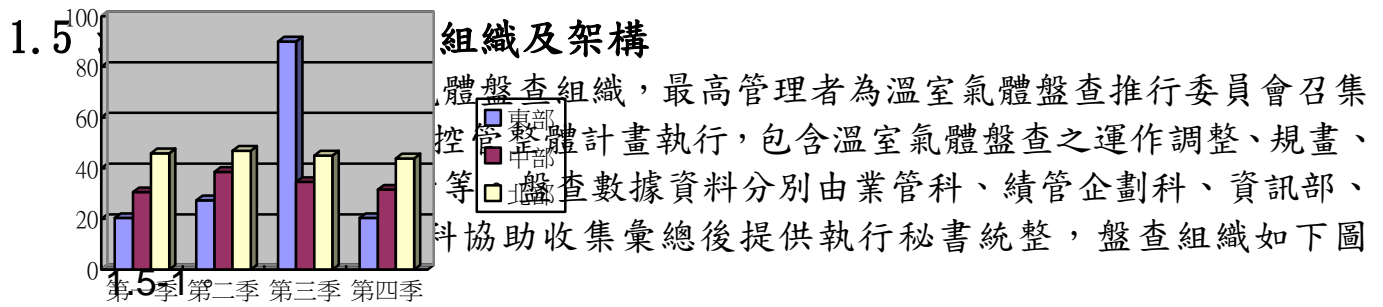 1.5
組織及架構
體盤查組織，最高管理者為溫室氣體盤查推行委員會召集
控管整體計畫執行，包含溫室氣體盤查之運作調整、規畫、
等
盤查數據資料分別由業管科、績管企劃科、資訊部、
科協助收集彙總後提供執行秘書統整，盤查組織如下圖
1.5-1。
100
80
60
40
20
0
第一季 第二季 第三季 第四季
東部
中部
北部